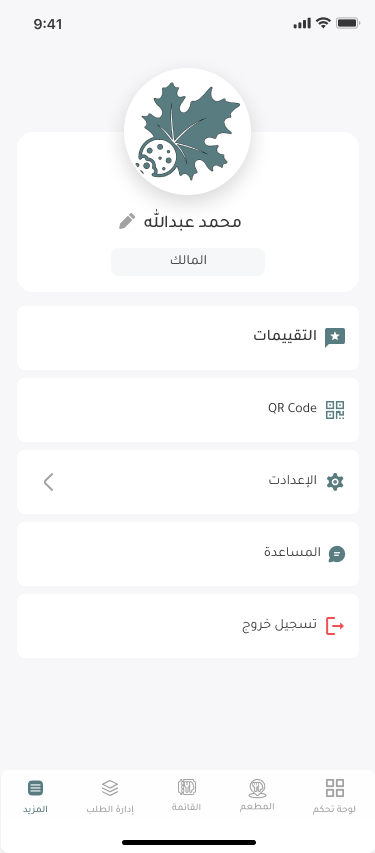 9:41
محمد عبدالله
المالك
التقييمات
QR Code
الإعدادت
المساعدة
تسجيل خروج
لوحة تحكم
المطعم
القائمة
إدارة الطلب
المزيد